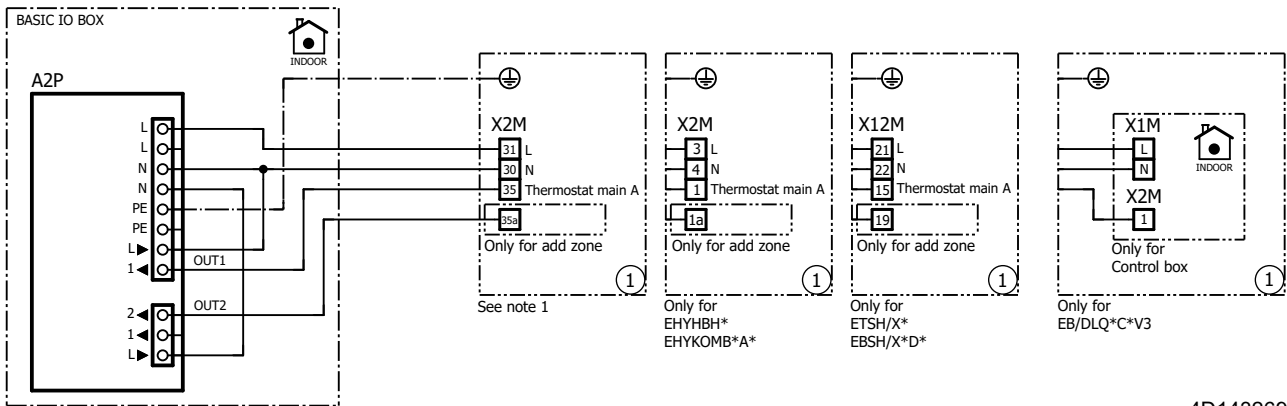 BASIC IO BOX
INDOOR
A2P
L
L
N
N
PE
PE
L
1
OUT1
2
OUT2
1
L
X2M
31 L
30 N
35 Thermostat main A
35a
Only for add zone
1
See note 1
X2M
3 L
4 N
1 Thermostat main A
1a
Only for add zone
1
Only for
EHYHBH*
EHYKOMB*A*
X12M
21 L
22 N
15 Thermostat main A
19
Only for add zone
1
Only for
ETSH/X*
EBSH/X*D*
X1M
L
N
INDOOR
X2M
1
Only for
Control box
1
Only for
EB/DLQ*C*V3